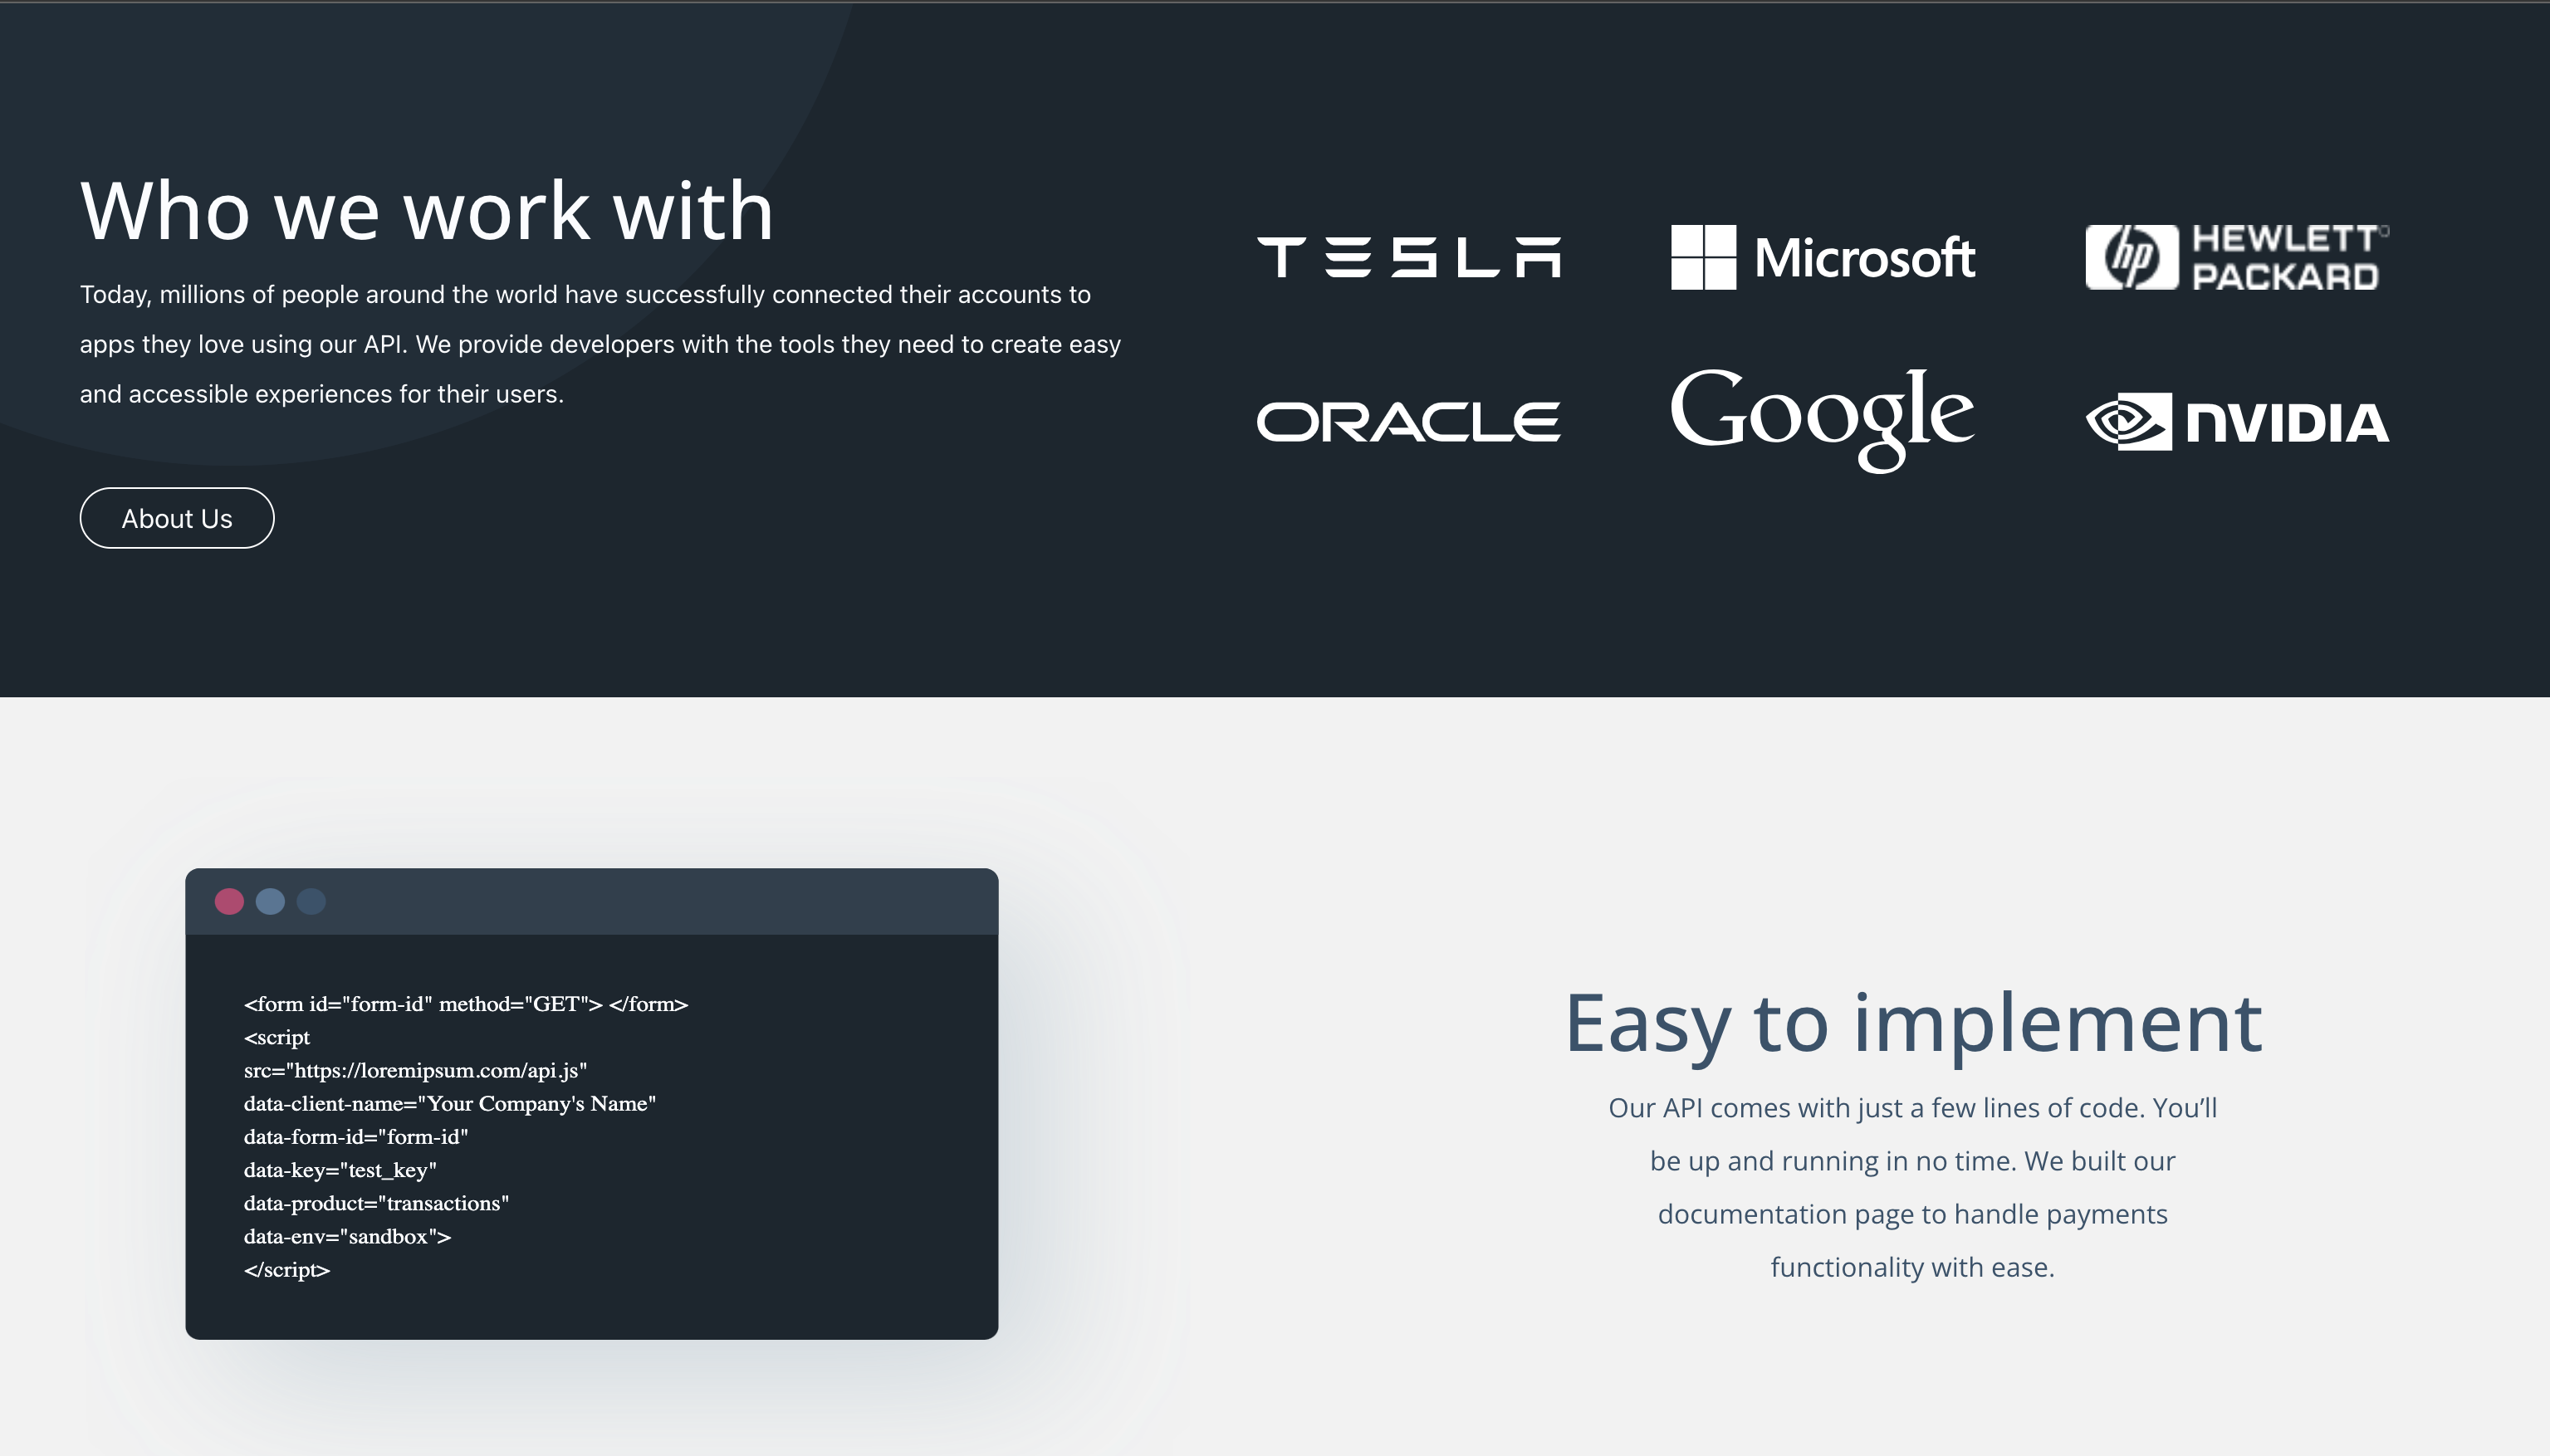 Who we work with
Today, millions of people around the world have successfully connected their accounts to
apps they love using our API. We provide developers with the tools they need to create easy
and accessible experiences for their users.
About Us
TESLA
Microsoft
hp HEWLETT
PACKARD
ORACLE
Google
NVIDIA
<form id="form-id" method="GET"> </form>
<script
src="https://loremipsum.com/api.js"
data-client-name="Your Company's Name"
data-form-id="form-id"
data-key="test_key"
data-product="transactions"
data-env="sandbox">
</script>
Easy to implement
Our API comes with just a few lines of code. You’ll
be up and running in no time. We built our
documentation page to handle payments
functionality with ease.